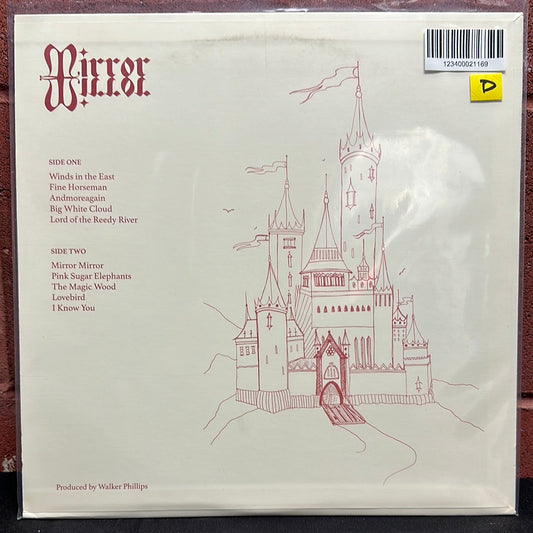 Mirror
123400021169
D
SIDE ONE
Winds in the East
Fine Horseman
Andmoreagain
Big White Cloud
Lord of the Reedy River
SIDE TWO
Mirror Mirror
Pink Sugar Elephants
The Magic Wood
Lovebird
I Know You
Produced by Walker Phillips